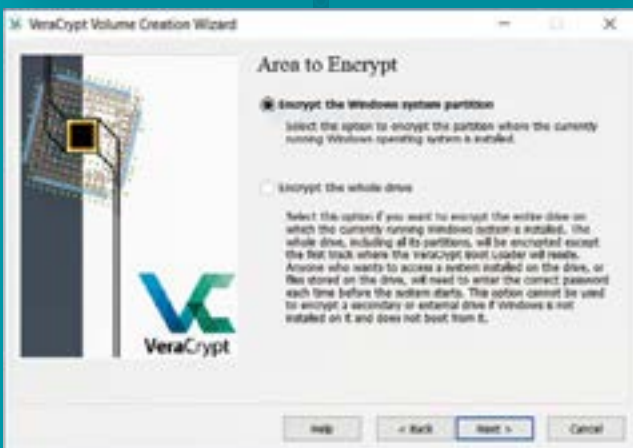 VeraCrypt Volume Creation Wizard
Area to Encrypt
Encrypt the Windows system partition
Select this option to encrypt the partition where the currently
running Windows operating system is installed.
Encrypt the whole drive
Select this option if you want to encrypt the entire drive on
which the currently running Windows system is installed. The
whole drive, including all its partitions, will be encrypted except
the first track where the VeraCrypt Boot Loader will reside.
Anyone who wants to access a system installed on the drive, or
files stored on the drive, will need to enter the correct password
each time before the system starts. This option cannot be used
to encrypt a secondary or external drive if Windows is not
installed on it and does not boot from it.
VeraCrypt
Help
< Back
Next >
Cancel